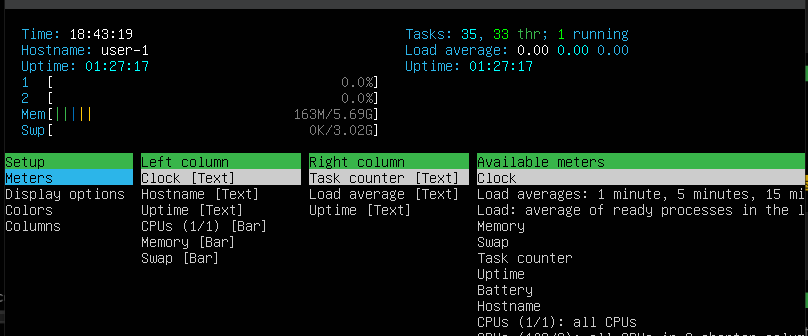 Time: 18:43:19
Hostname: user-1
Uptime: 01:27:17
1 [ 0.0%]
2 [ 0.0%]
Mem[||||| 163M/5.69G]
Swp[ 0K/3.02G]
Tasks: 35, 33 thr; 1 running
Load average: 0.00 0.00 0.00
Uptime: 01:27:17
Setup
Meters
Display options
Colors
Columns
Left column
Clock [Text]
Hostname [Text]
Uptime [Text]
CPUs (1/1) [Bar]
Memory [Bar]
Swap [Bar]
Right column
Task counter [Text]
Load average [Text]
Uptime [Text]
Available meters
Clock
Load averages: 1 minute, 5 minutes, 15 mi
Load: average of ready processes in the l
Memory
Swap
Task counter
Uptime
Battery
Hostname
CPUs (1/1): all CPUs